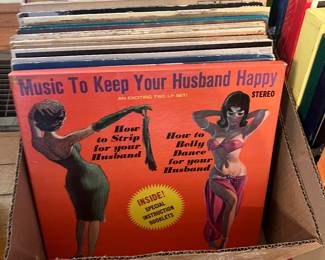 Music To Keep Your Husband Happy
AN EXCITING TWO LP SET!
STEREO
How
to Strip
for your
Husband
How to
Belly
Dance
for your
Husband
INSIDE!
SPECIAL
INSTRUCTION
BOOKLETS